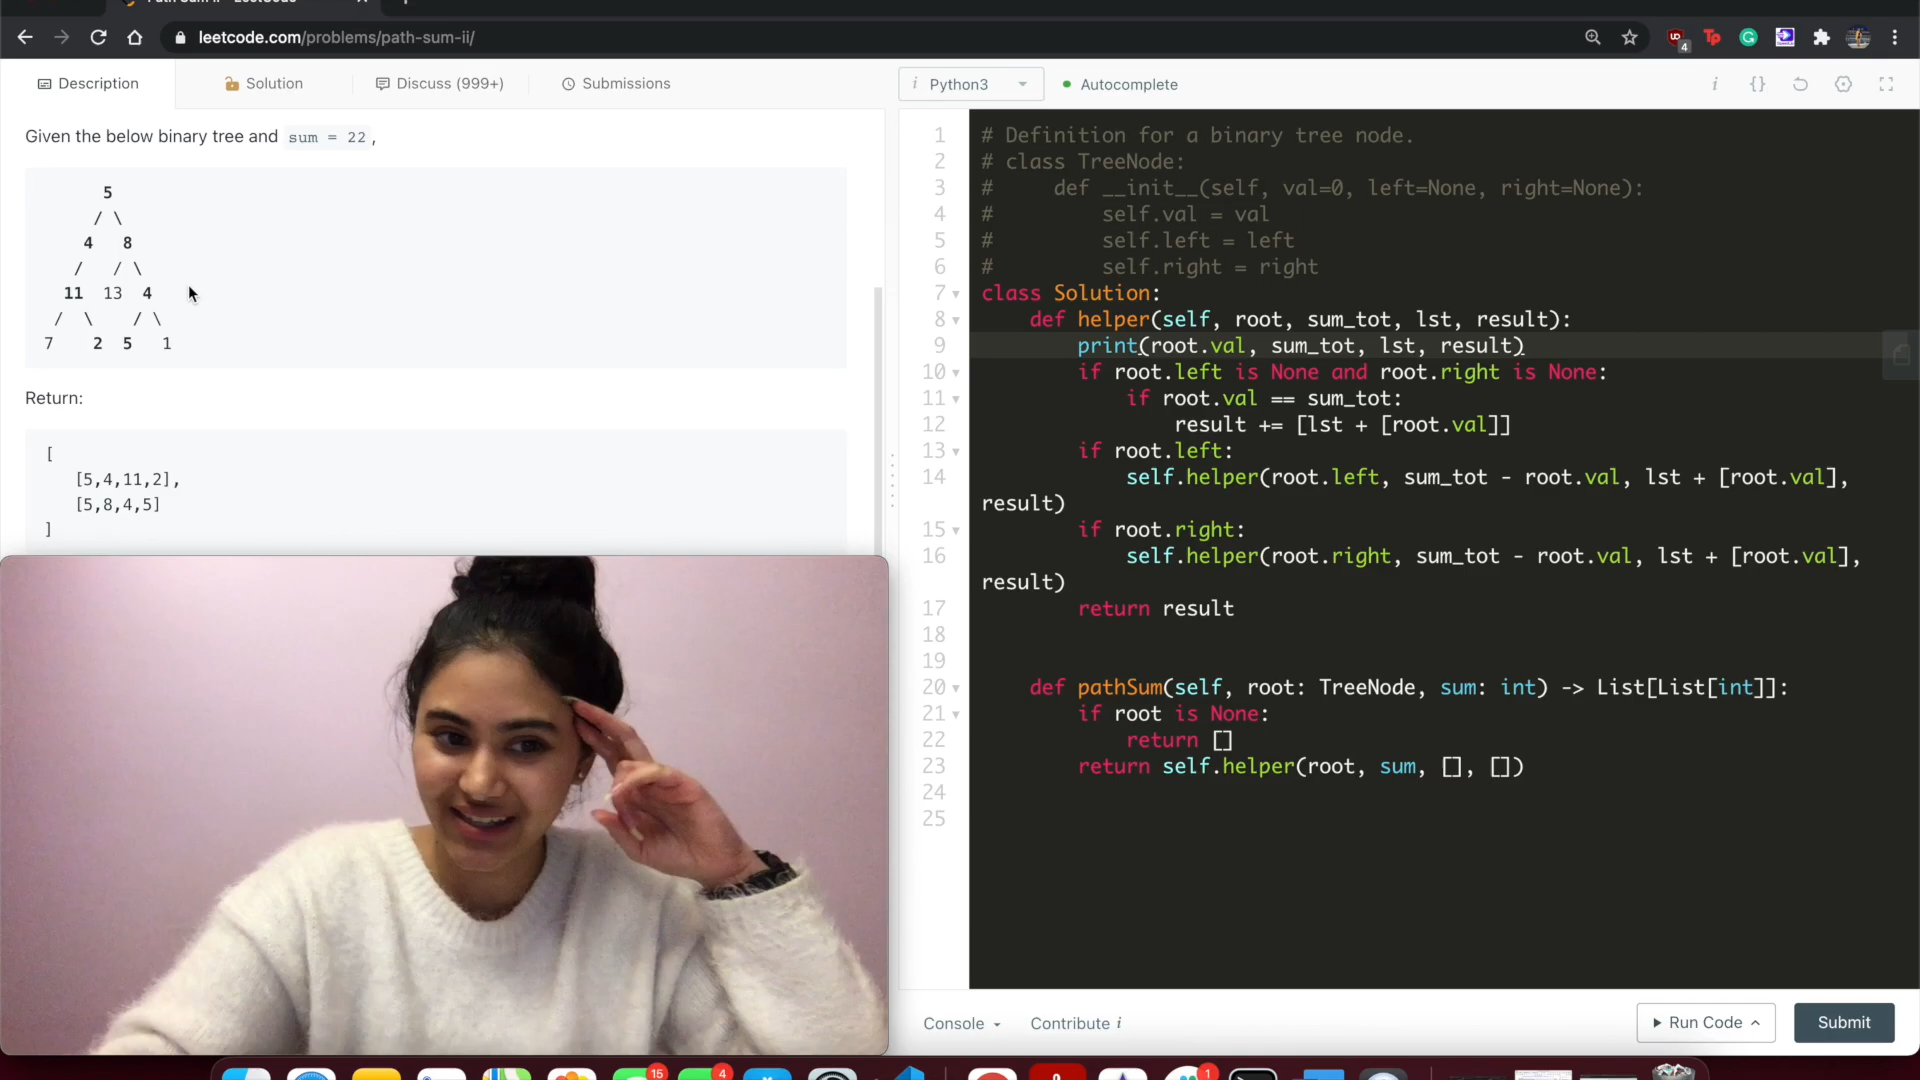 leetcode.com/problems/path-sum-ii/
4
Description
Solution
Discuss (999+)
Submissions
i Python3
Autocomplete
i {}
Given the below binary tree and sum = 22 ,
5
/ \
4 8
/ / \
11 13 4
/ \ / \
7 2 5 1
Return:
[
[5,4,11,2],
[5,8,4,5]
]
1 # Definition for a binary tree node.
2 # class TreeNode:
3 # def __init__(self, val=0, left=None, right=None):
4 # self.val = val
5 # self.left = left
6 # self.right = right
7 class Solution:
8 def helper(self, root, sum_tot, lst, result):
9 print(root.val, sum_tot, lst, result)
10 if root.left is None and root.right is None:
11 if root.val == sum_tot:
12 result += [lst + [root.val]]
13 if root.left:
14 self.helper(root.left, sum_tot - root.val, lst + [root.val],
result)
15 if root.right:
16 self.helper(root.right, sum_tot - root.val, lst + [root.val],
result)
17 return result
18
19
20 def pathSum(self, root: TreeNode, sum: int) -> List[List[int]]:
21 if root is None:
22 return []
23 return self.helper(root, sum, [], [])
24
25
Console
Contribute i
Run Code
Submit
15
4
1